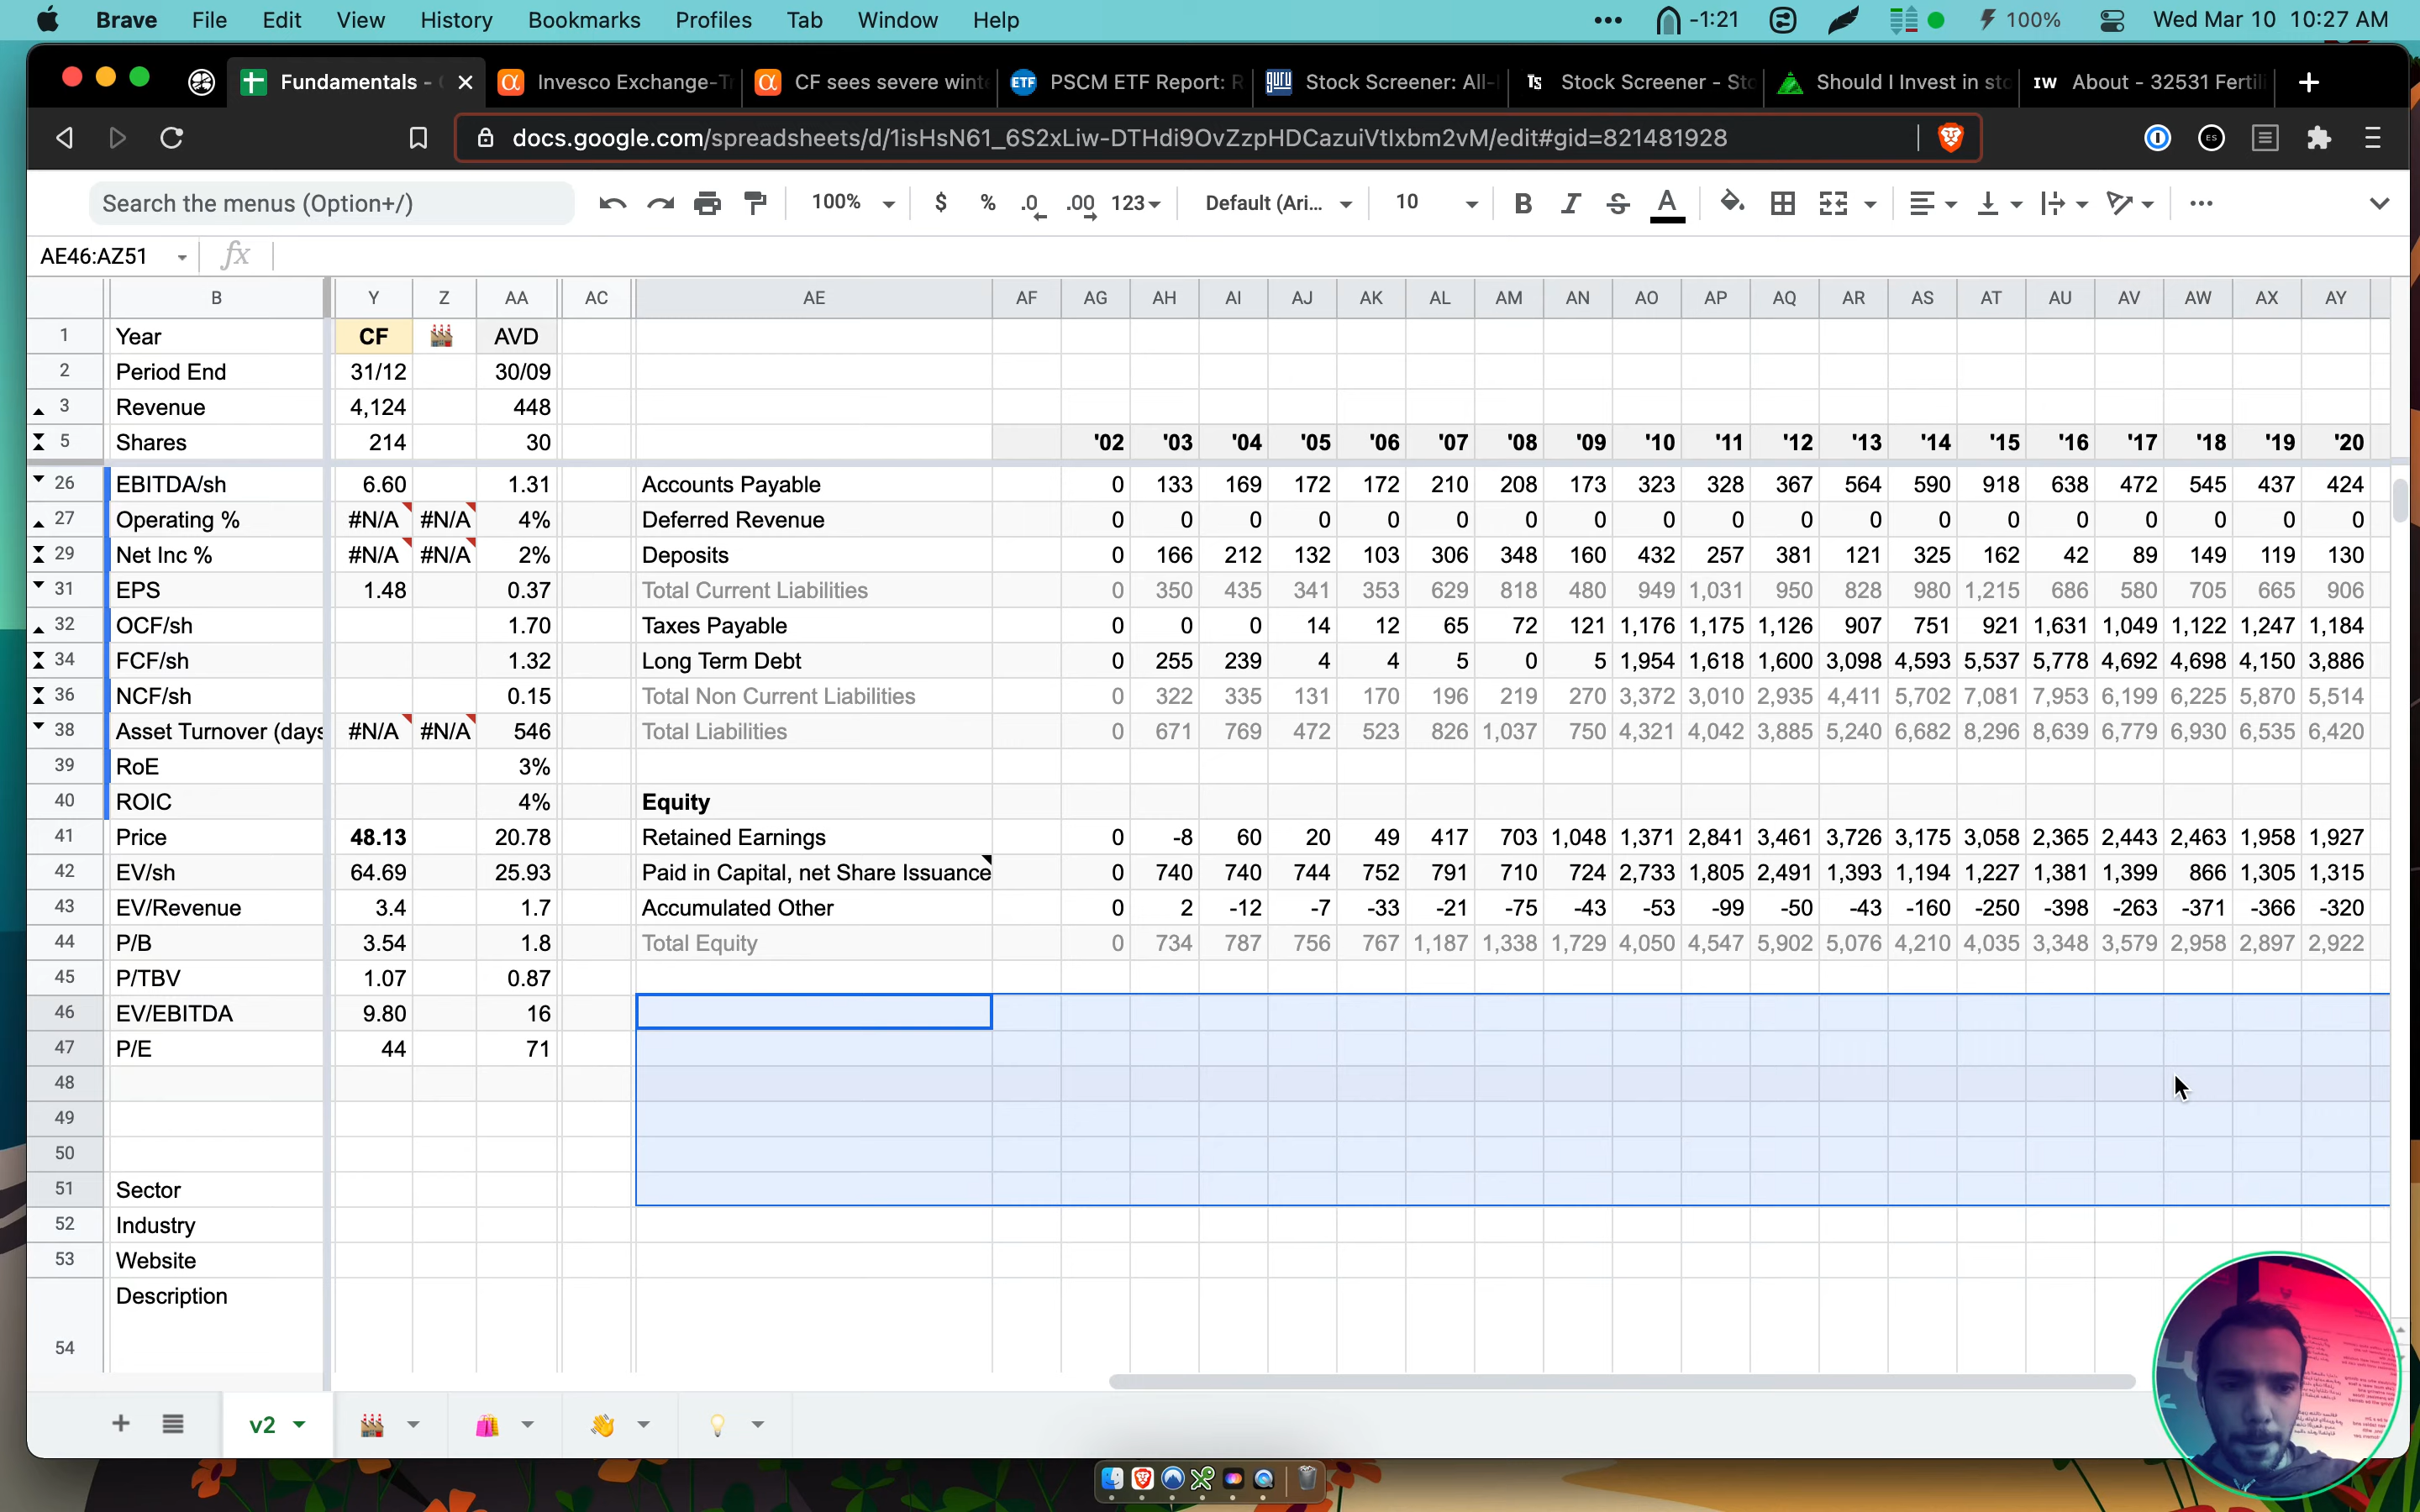 Brave File Edit View History Bookmarks Profiles Tab Window Help ••• -1:21 100% Wed Mar 10 10:27 AM
Fundamentals - Invesco Exchange-T CF sees severe wint ETF PSCM ETF Report: R guru Stock Screener: All- TS Stock Screener - Sto Should I Invest in sto IW About - 32531 Fertili
docs.google.com/spreadsheets/d/1isHsN61_6S2xLiw-DTHdi9OvZzpHDCazuiVtIxbm2vM/edit#gid=821481928 ES
Search the menus (Option+/) 100% $ % .0 .00 123 Default (Ari... 10 B I S A
AE46:AZ51 fx
B Y Z AA AC AE AF AG AH AI AJ AK AL AM AN AO AP AQ AR AS AT AU AV AW AX AY
1 Year CF AVD
2 Period End 31/12 30/09
3 Revenue 4,124 448
5 Shares 214 30 '02 '03 '04 '05 '06 '07 '08 '09 '10 '11 '12 '13 '14 '15 '16 '17 '18 '19 '20
26 EBITDA/sh 6.60 1.31 Accounts Payable 0 133 169 172 172 210 208 173 323 328 367 564 590 918 638 472 545 437 424
27 Operating % #N/A #N/A 4% Deferred Revenue 0 0 0 0 0 0 0 0 0 0 0 0 0 0 0 0 0 0 0
29 Net Inc % #N/A #N/A 2% Deposits 0 166 212 132 103 306 348 160 432 257 381 121 325 162 42 89 149 119 130
31 EPS 1.48 0.37 Total Current Liabilities 0 350 435 341 353 629 818 480 949 1,031 950 828 980 1,215 686 580 705 665 906
32 OCF/sh 1.70 Taxes Payable 0 0 0 14 12 65 72 121 1,176 1,175 1,126 907 751 921 1,631 1,049 1,122 1,247 1,184
34 FCF/sh 1.32 Long Term Debt 0 255 239 4 4 5 0 5 1,954 1,618 1,600 3,098 4,593 5,537 5,778 4,692 4,698 4,150 3,886
36 NCF/sh 0.15 Total Non Current Liabilities 0 322 335 131 170 196 219 270 3,372 3,010 2,935 4,411 5,702 7,081 7,953 6,199 6,225 5,870 5,514
38 Asset Turnover (days #N/A #N/A 546 Total Liabilities 0 671 769 472 523 826 1,037 750 4,321 4,042 3,885 5,240 6,682 8,296 8,639 6,779 6,930 6,535 6,420
39 RoE 3%
40 ROIC 4% Equity
41 Price 48.13 20.78 Retained Earnings 0 -8 60 20 49 417 703 1,048 1,371 2,841 3,461 3,726 3,175 3,058 2,365 2,443 2,463 1,958 1,927
42 EV/sh 64.69 25.93 Paid in Capital, net Share Issuance 0 740 740 744 752 791 710 724 2,733 1,805 2,491 1,393 1,194 1,227 1,381 1,399 866 1,305 1,315
43 EV/Revenue 3.4 1.7 Accumulated Other 0 2 -12 -7 -33 -21 -75 -43 -53 -99 -50 -43 -160 -250 -398 -263 -371 -366 -320
44 P/B 3.54 1.8 Total Equity 0 734 787 756 767 1,187 1,338 1,729 4,050 4,547 5,902 5,076 4,210 4,035 3,348 3,579 2,958 2,897 2,922
45 P/TBV 1.07 0.87
46 EV/EBITDA 9.80 16
47 P/E 44 71
48
49
50
51 Sector
52 Industry
53 Website
54 Description
v2